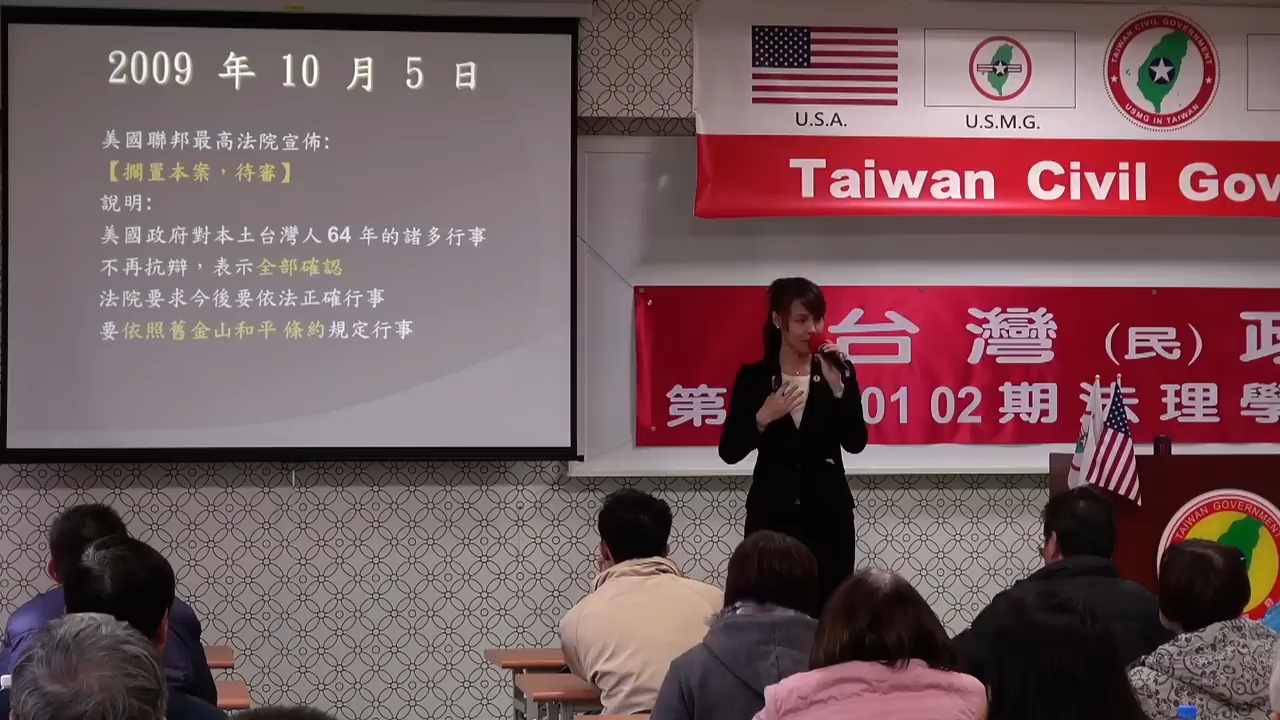 2009 年 10 月 5 日
美國聯邦最高法院宣佈:
【擱置本案，待審】
說明:
美國政府對本土台灣人 64 年的諸多行事
不再抗辯，表示全部確認
法院要求今後要依法正確行事
要依照舊金山和平條約規定行事
U.S.A.
U.S.M.G.
TAIWAN CIVIL GOVERNMENT
USMG IN TAIWAN
Taiwan Civil Gov
台灣(民)政
第 01 02 期法理學
TAIWAN GOVERNMENT